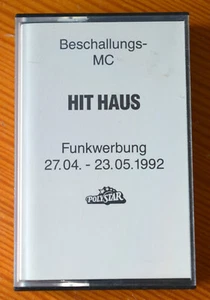 Beschallungs-
MC
HIT HAUS
Funkwerbung
27.04. - 23.05.1992
POLYSTAR